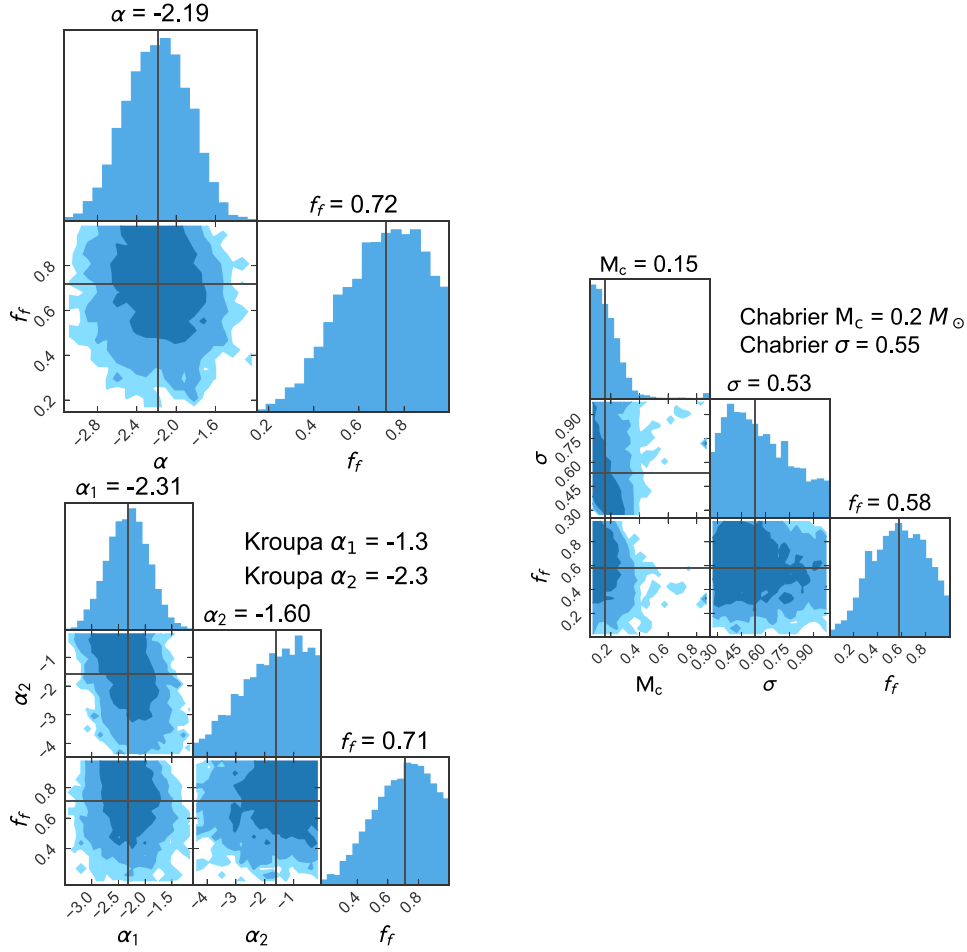 α = -2.19
f_f = 0.72
f_f
0.8
0.6
0.4
0.2
-2.8
-2.4
-2.0
-1.6
α
0.2
0.4
0.6
0.8
f_f
α₁ = -2.31
Kroupa α₁ = -1.3
Kroupa α₂ = -2.3
α₂ = -1.60
α₂
-1
-2
-3
-4
f_f = 0.71
f_f
0.8
0.6
0.4
-3.0
-2.5
-2.0
-1.5
α₁
-4
-3
-2
-1
α₂
0.4
0.6
0.8
f_f
M_c = 0.15
Chabrier M_c = 0.2 M_⊙
Chabrier σ = 0.55
σ = 0.53
σ
0.90
0.75
0.60
0.45
0.30
f_f = 0.58
f_f
0.8
0.6
0.4
0.2
0.2
0.4
0.6
0.8
M_c
0.30
0.45
0.60
0.75
0.90
σ
0.2
0.4
0.6
0.8
f_f